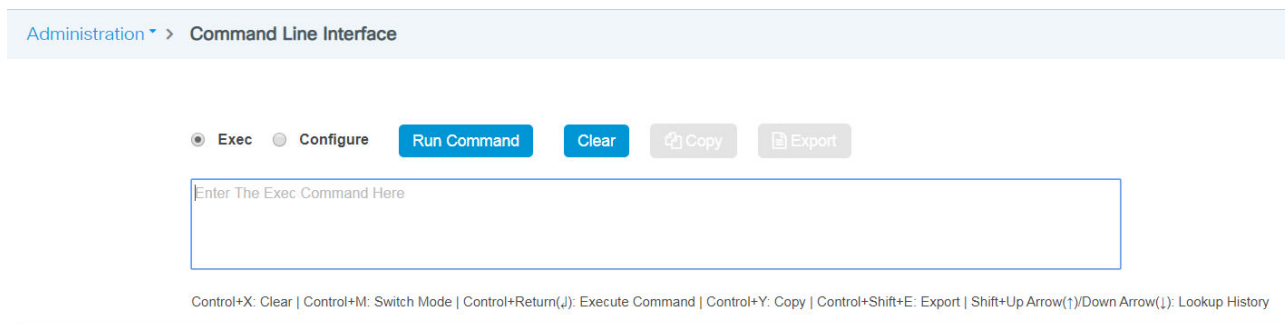 Administration > Command Line Interface
Exec Configure Run Command Clear Copy Export
Enter The Exec Command Here
Control+X: Clear | Control+M: Switch Mode | Control+Return(↲): Execute Command | Control+Y: Copy | Control+Shift+E: Export | Shift+Up Arrow(↑)/Down Arrow(↓): Lookup History